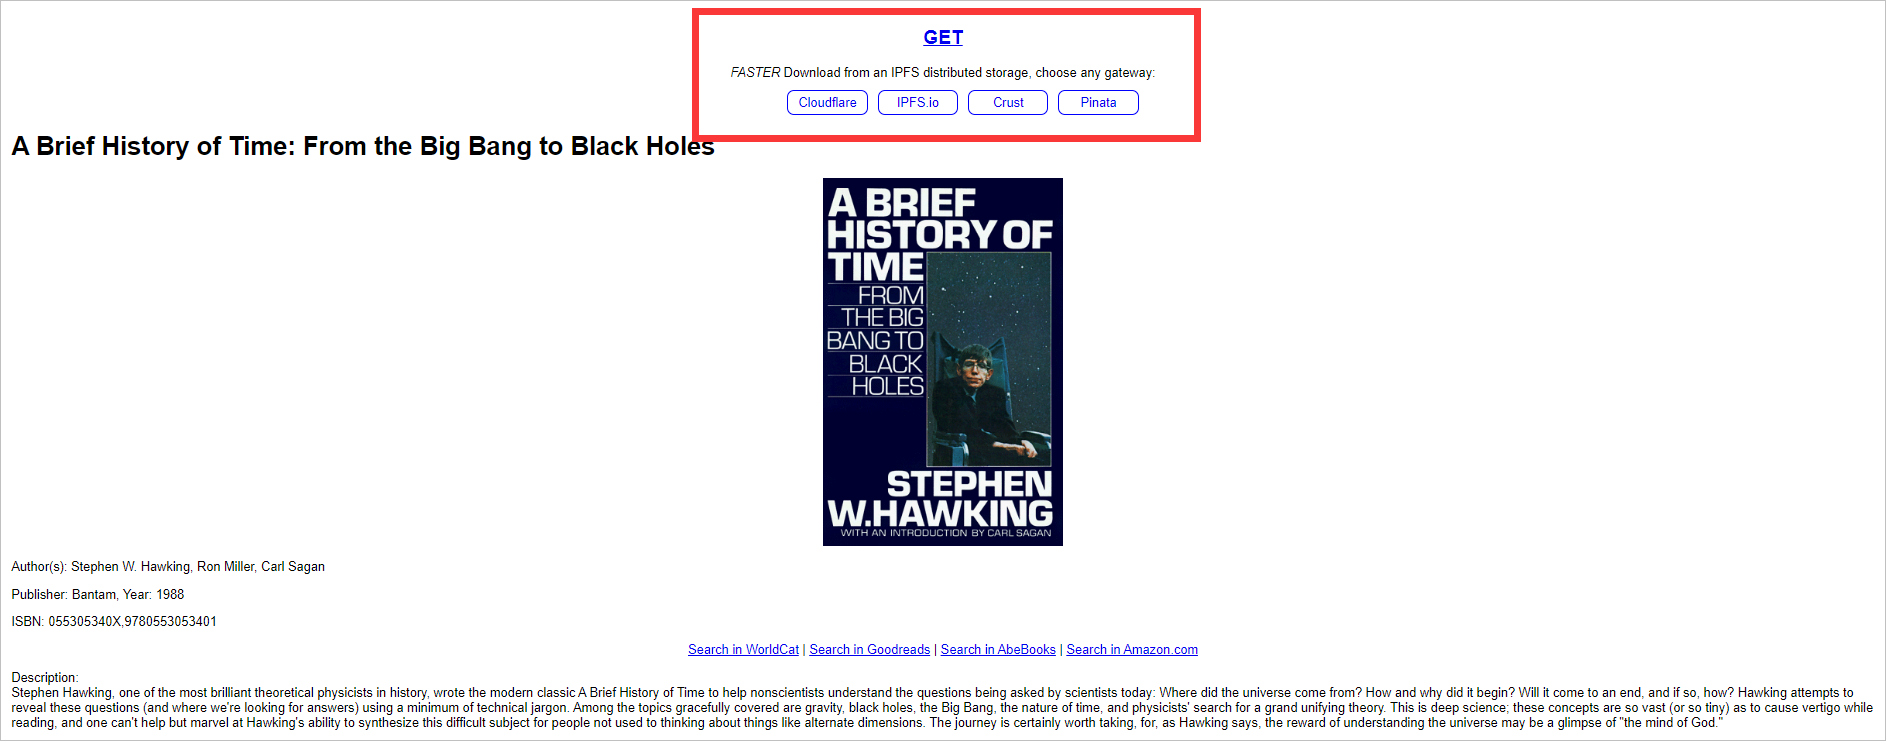 GET
FASTER Download from an IPFS distributed storage, choose any gateway:
Cloudflare IPFS.io Crust Pinata
A Brief History of Time: From the Big Bang to Black Holes
A BRIEF
HISTORY OF
TIME
FROM
THE BIG
BANG TO
BLACK
HOLES
STEPHEN
W.HAWKING
WITH AN INTRODUCTION BY CARL SAGAN
Author(s): Stephen W. Hawking, Ron Miller, Carl Sagan
Publisher: Bantam, Year: 1988
ISBN: 055305340X,9780553053401
Search in WorldCat | Search in Goodreads | Search in AbeBooks | Search in Amazon.com
Description:
Stephen Hawking, one of the most brilliant theoretical physicists in history, wrote the modern classic A Brief History of Time to help nonscientists understand the questions being asked by scientists today: Where did the universe come from? How and why did it begin? Will it come to an end, and if so, how? Hawking attempts to
reveal these questions (and where we're looking for answers) using a minimum of technical jargon. Among the topics gracefully covered are gravity, black holes, the Big Bang, the nature of time, and physicists' search for a grand unifying theory. This is deep science; these concepts are so vast (or so tiny) as to cause vertigo while
reading, and one can't help but marvel at Hawking's ability to synthesize this difficult subject for people not used to thinking about things like alternate dimensions. The journey is certainly worth taking, for, as Hawking says, the reward of understanding the universe may be a glimpse of "the mind of God."